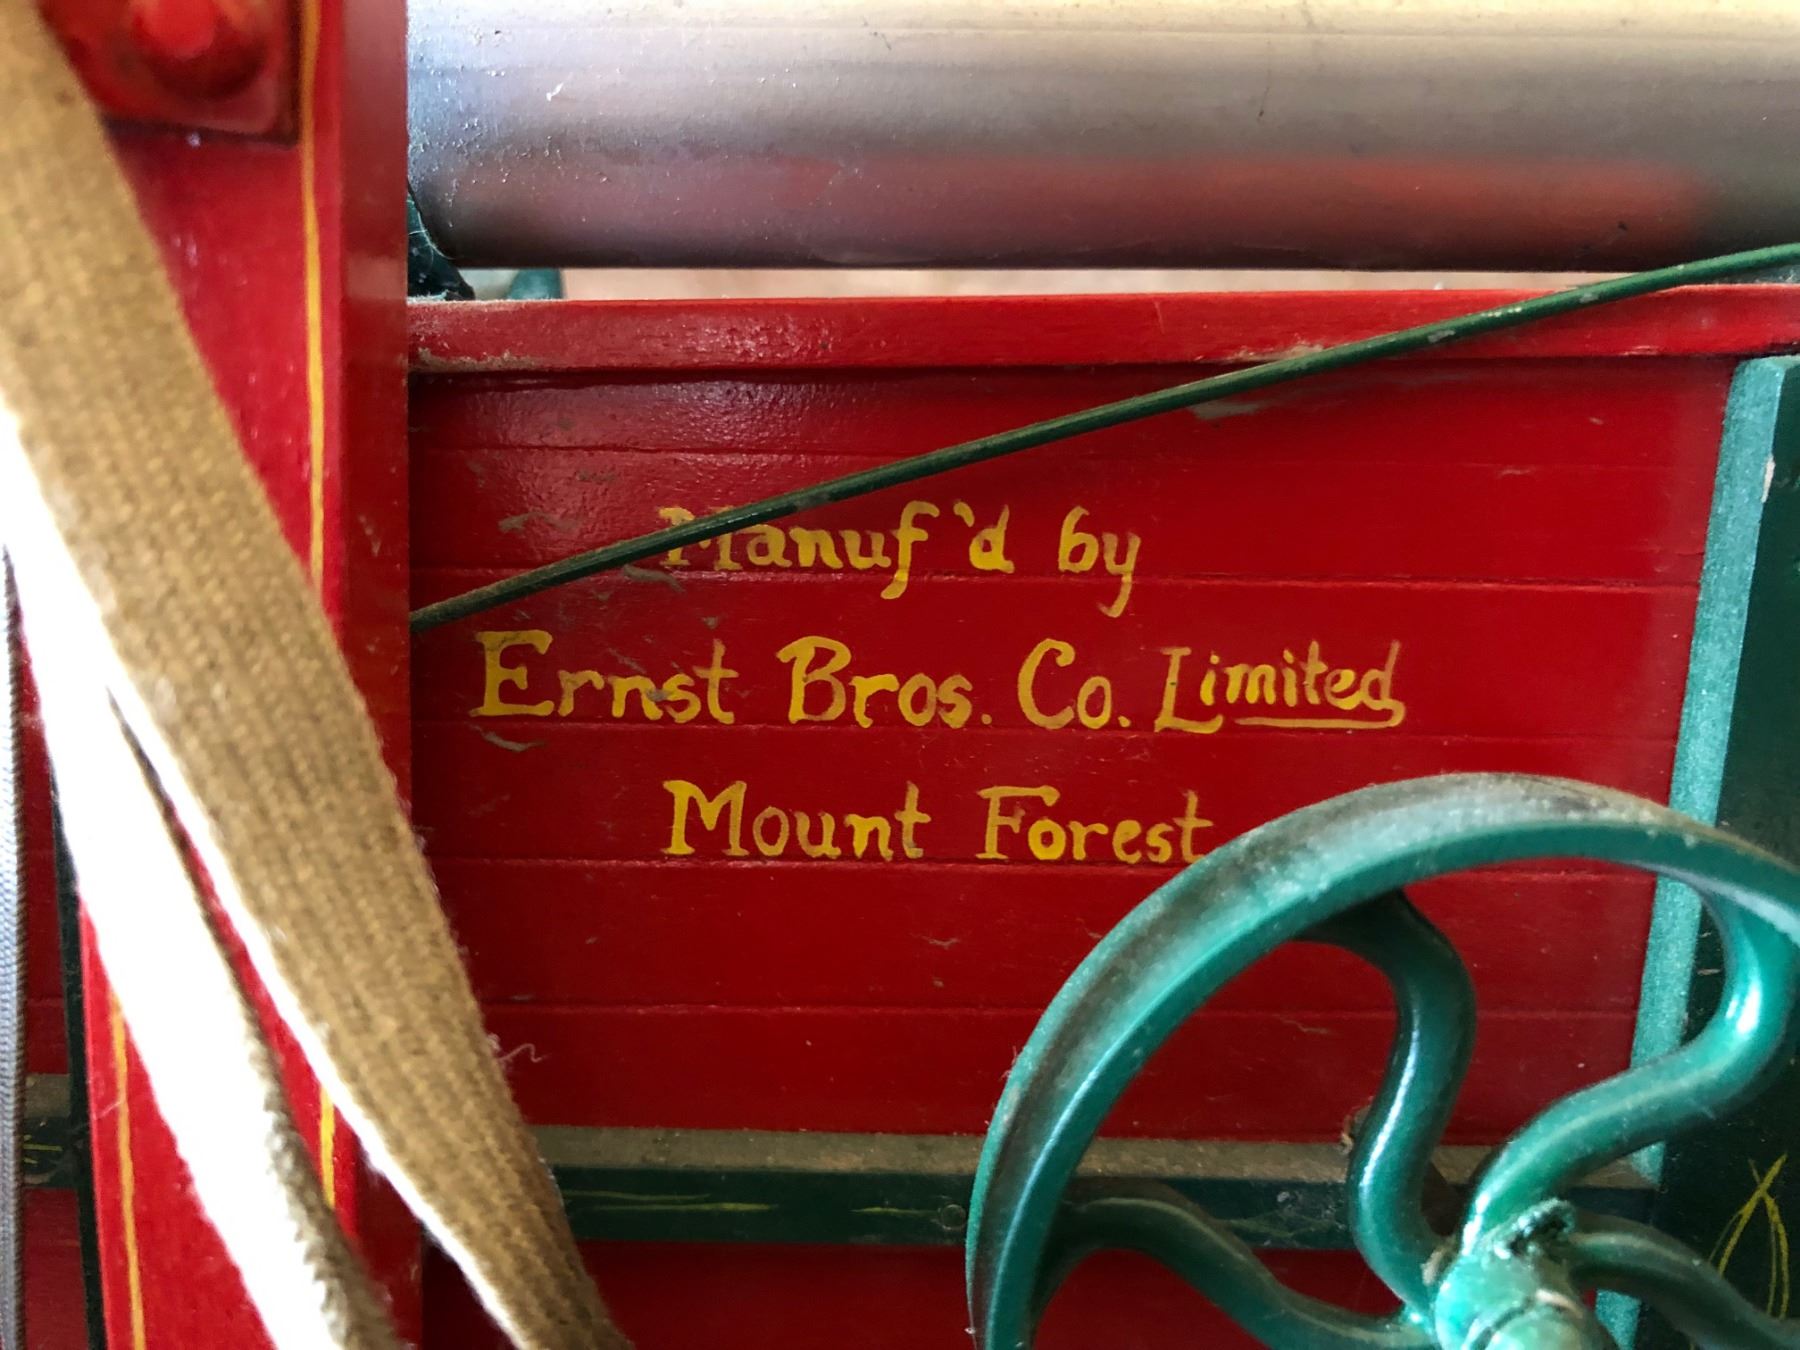 Manuf'd by
Ernst Bros. Co. Limited
Mount Forest